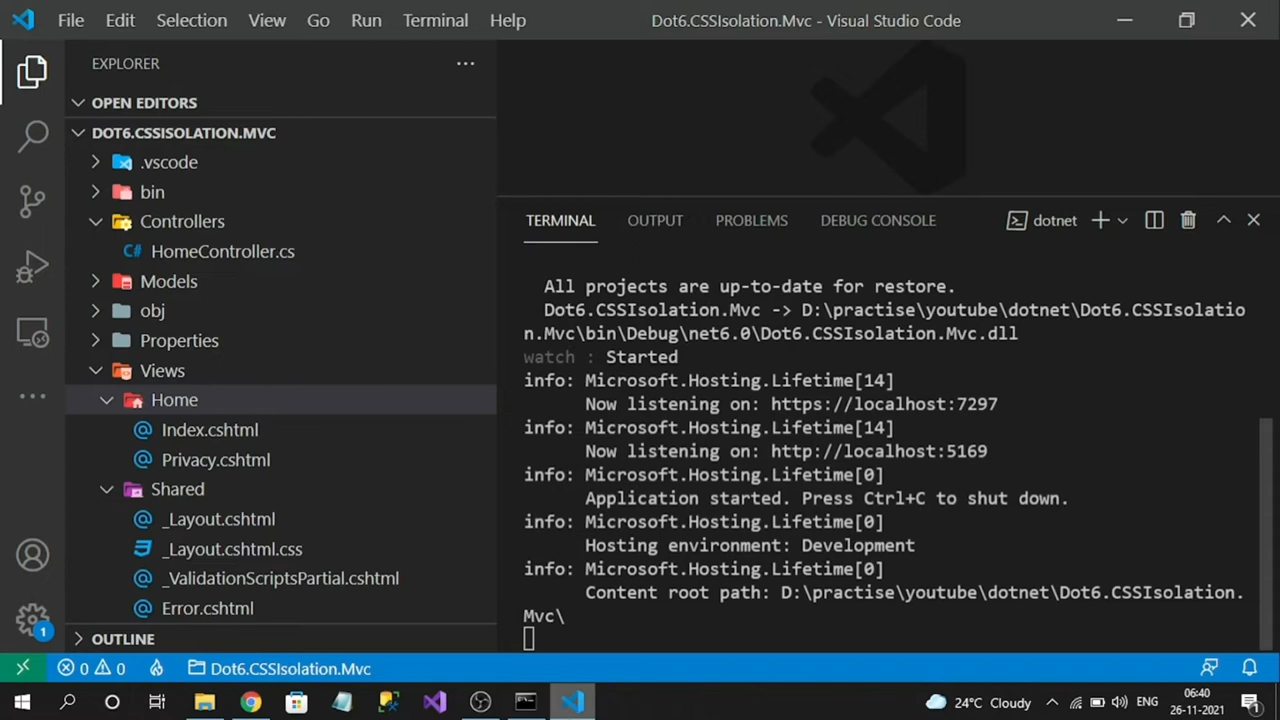 File Edit Selection View Go Run Terminal Help Dot6.CSSIsolation.Mvc - Visual Studio Code
EXPLORER
OPEN EDITORS
DOT6.CSSISOLATION.MVC
.vscode
bin
Controllers
C# HomeController.cs
Models
obj
Properties
Views
Home
@ Index.cshtml
@ Privacy.cshtml
Shared
@ _Layout.cshtml
_Layout.cshtml.css
@ _ValidationScriptsPartial.cshtml
@ Error.cshtml
OUTLINE
TERMINAL OUTPUT PROBLEMS DEBUG CONSOLE dotnet
All projects are up-to-date for restore.
Dot6.CSSIsolation.Mvc -> D:\practise\youtube\dotnet\Dot6.CSSIsolatio
n.Mvc\bin\Debug\net6.0\Dot6.CSSIsolation.Mvc.dll
watch : Started
info: Microsoft.Hosting.Lifetime[14]
Now listening on: https://localhost:7297
info: Microsoft.Hosting.Lifetime[14]
Now listening on: http://localhost:5169
info: Microsoft.Hosting.Lifetime[0]
Application started. Press Ctrl+C to shut down.
info: Microsoft.Hosting.Lifetime[0]
Hosting environment: Development
info: Microsoft.Hosting.Lifetime[0]
Content root path: D:\practise\youtube\dotnet\Dot6.CSSIsolation.
Mvc\
1
0 0 Dot6.CSSIsolation.Mvc
24°C Cloudy ENG 06:40
26-11-2021 1